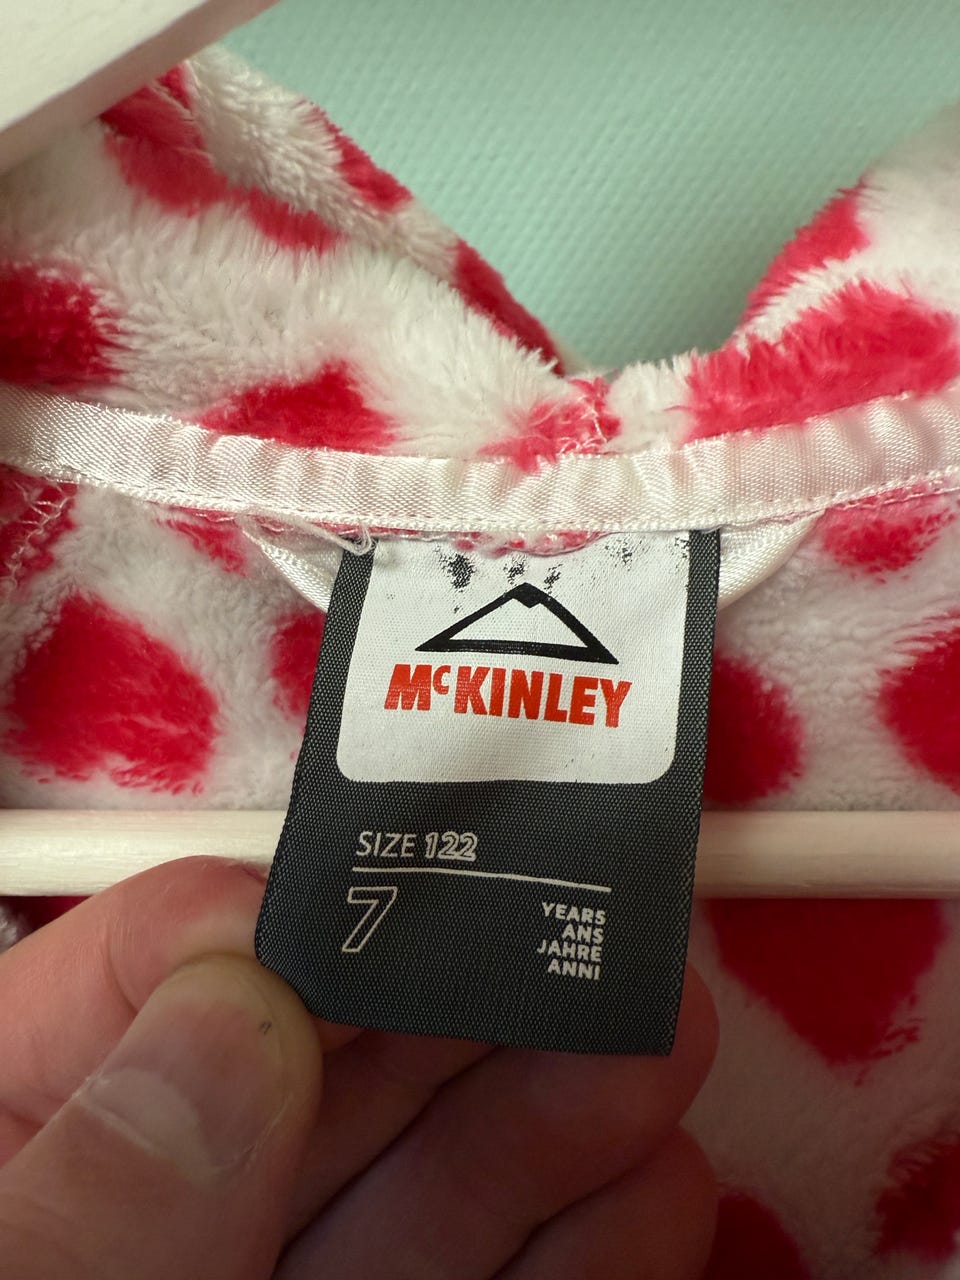 McKINLEY
SIZE 122
7
YEARS
ANS
JAHRE
ANNI